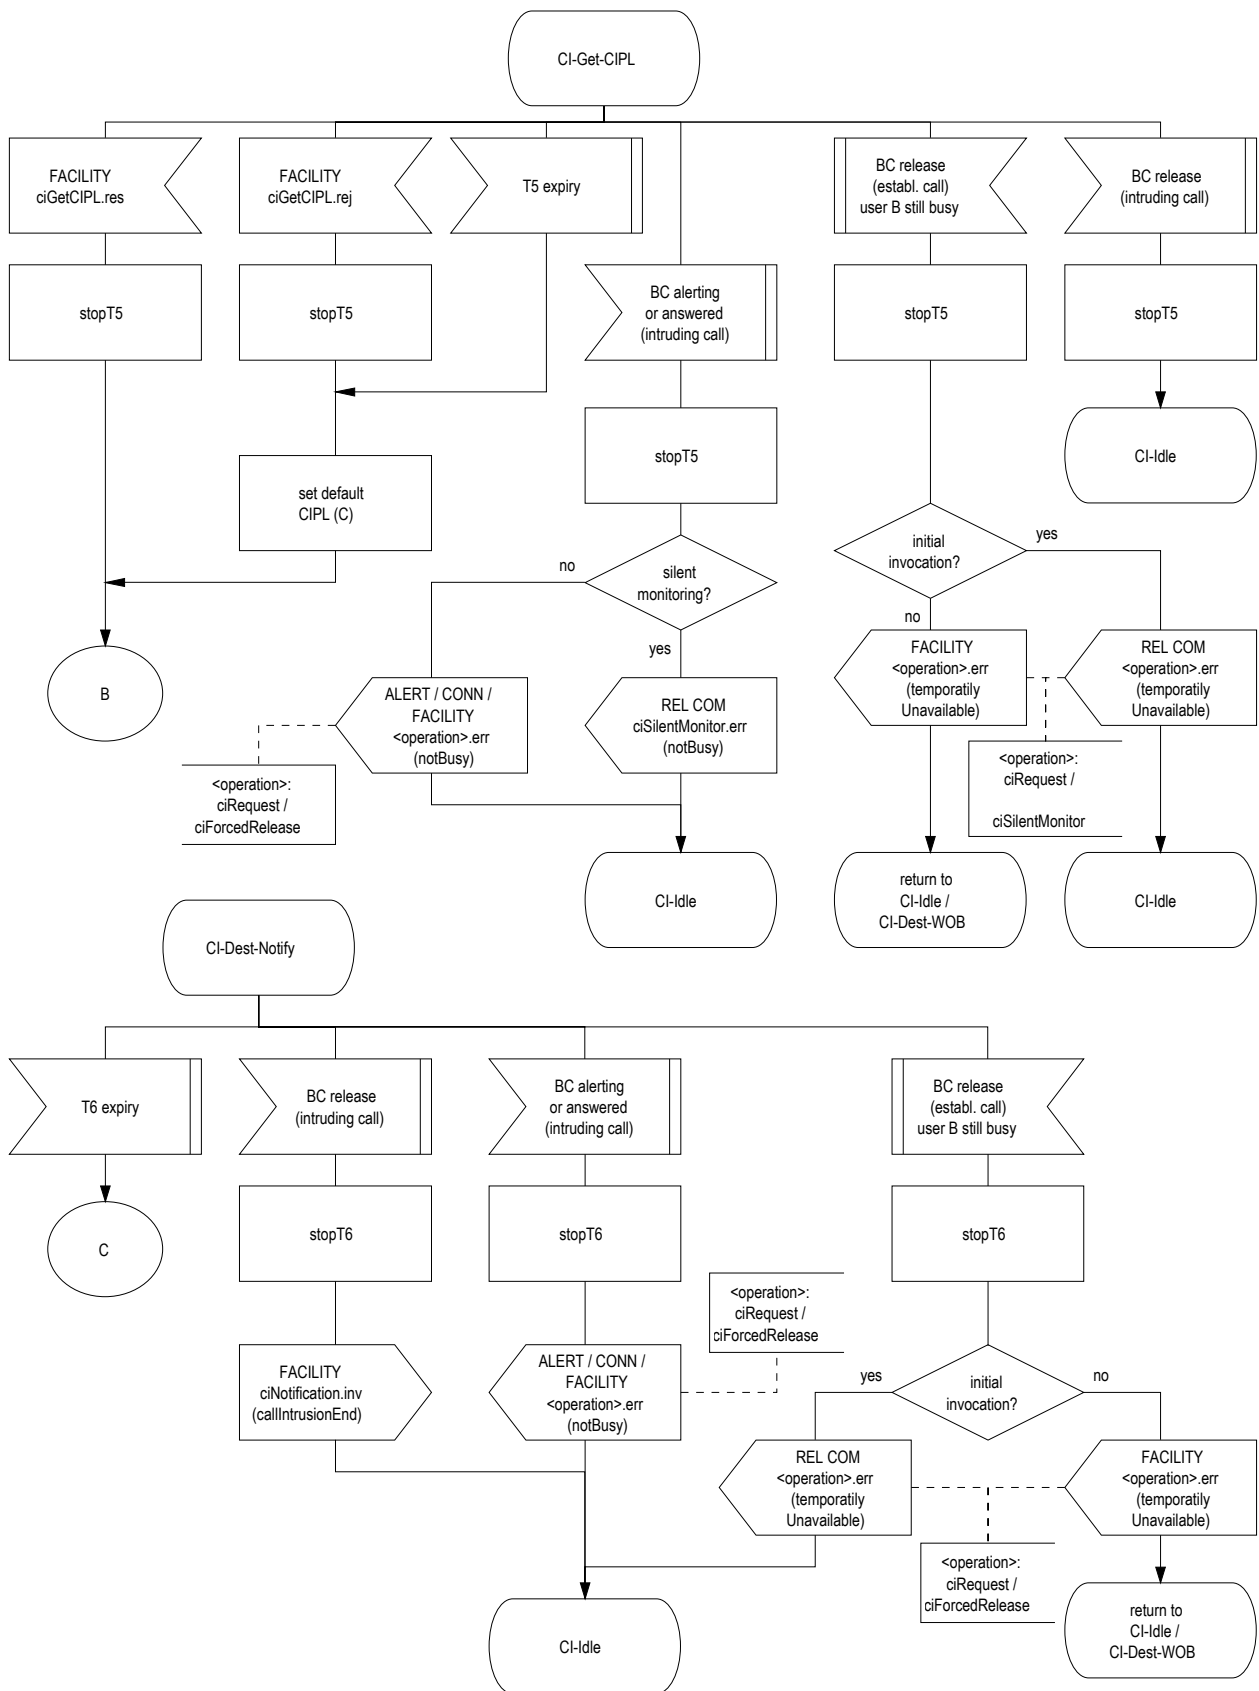 CI-Get-CIPL
FACILITY
ciGetCIPL.res
FACILITY
ciGetCIPL.rej
T5 expiry
BC release
(establ. call)
user B still busy
BC release
(intruding call)
stopT5
stopT5
BC alerting
or answered
(intruding call)
stopT5
stopT5
stopT5
CI-Idle
set default
CIPL (C)
initial
invocation?
yes
no
silent
monitoring?
no
yes
B
ALERT / CONN /
FACILITY
<operation>.err
(notBusy)
REL COM
ciSilentMonitor.err
(notBusy)
FACILITY
<operation>.err
(temporatily
Unavailable)
REL COM
<operation>.err
(temporatily
Unavailable)
<operation>:
ciRequest /
ciForcedRelease
<operation>:
ciRequest /
ciSilentMonitor
CI-Idle
return to
CI-Idle /
CI-Dest-WOB
CI-Idle
CI-Dest-Notify
T6 expiry
BC release
(intruding call)
BC alerting
or answered
(intruding call)
BC release
(establ. call)
user B still busy
C
stopT6
stopT6
stopT6
<operation>:
ciRequest /
ciForcedRelease
FACILITY
ciNotification.inv
(callIntrusionEnd)
ALERT / CONN /
FACILITY
<operation>.err
(notBusy)
yes
initial
invocation?
no
REL COM
<operation>.err
(temporatily
Unavailable)
FACILITY
<operation>.err
(temporatily
Unavailable)
<operation>:
ciRequest /
ciForcedRelease
CI-Idle
return to
CI-Idle /
CI-Dest-WOB